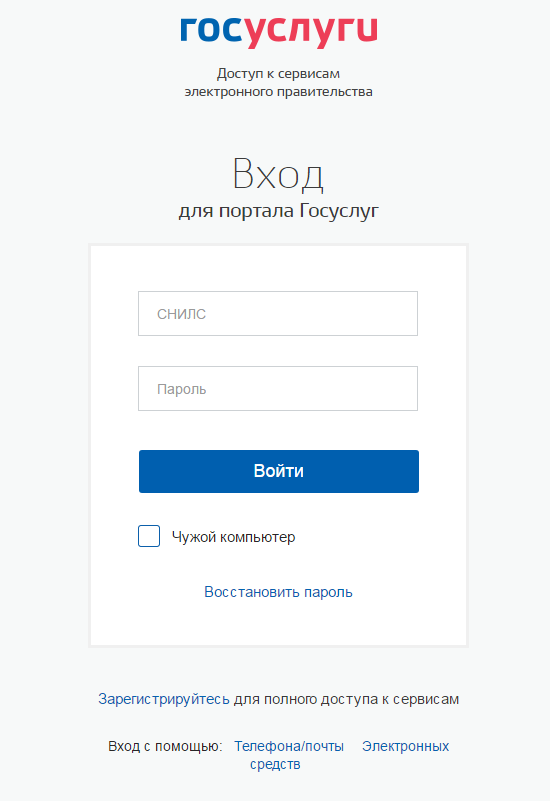 госуслуги
Доступ к сервисам
электронного правительства
Вход
для портала Госуслуг
СНИЛС
Пароль
Войти
Чужой компьютер
Восстановить пароль
Зарегистрируйтесь для полного доступа к сервисам
Вход с помощью: Телефона/почты Электронных
средств